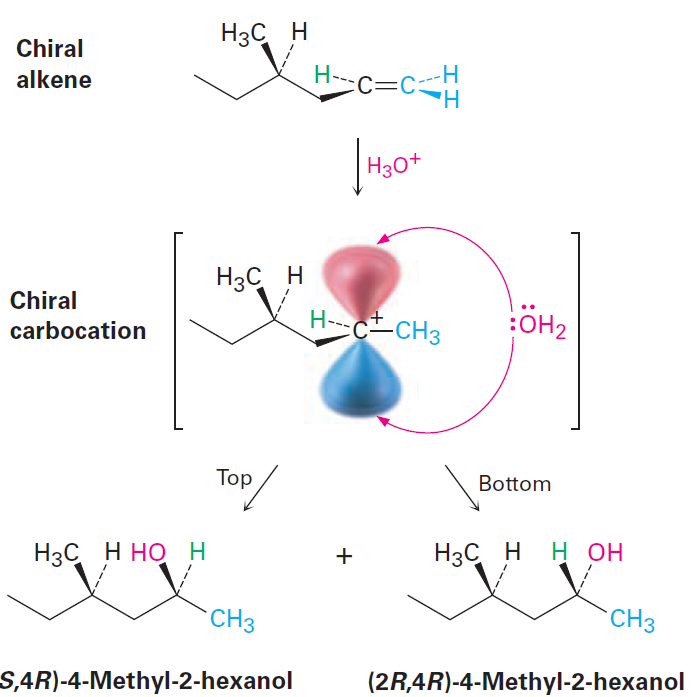 H₃C H
Chiral
alkene
H C=C H
H
H₃O⁺
H₃C H
Chiral
carbocation
H C⁺—CH₃
:ÖH₂
Top
Bottom
H₃C H HO H
+
H₃C H H OH
CH₃
CH₃
S,4R)-4-Methyl-2-hexanol
(2R,4R)-4-Methyl-2-hexanol